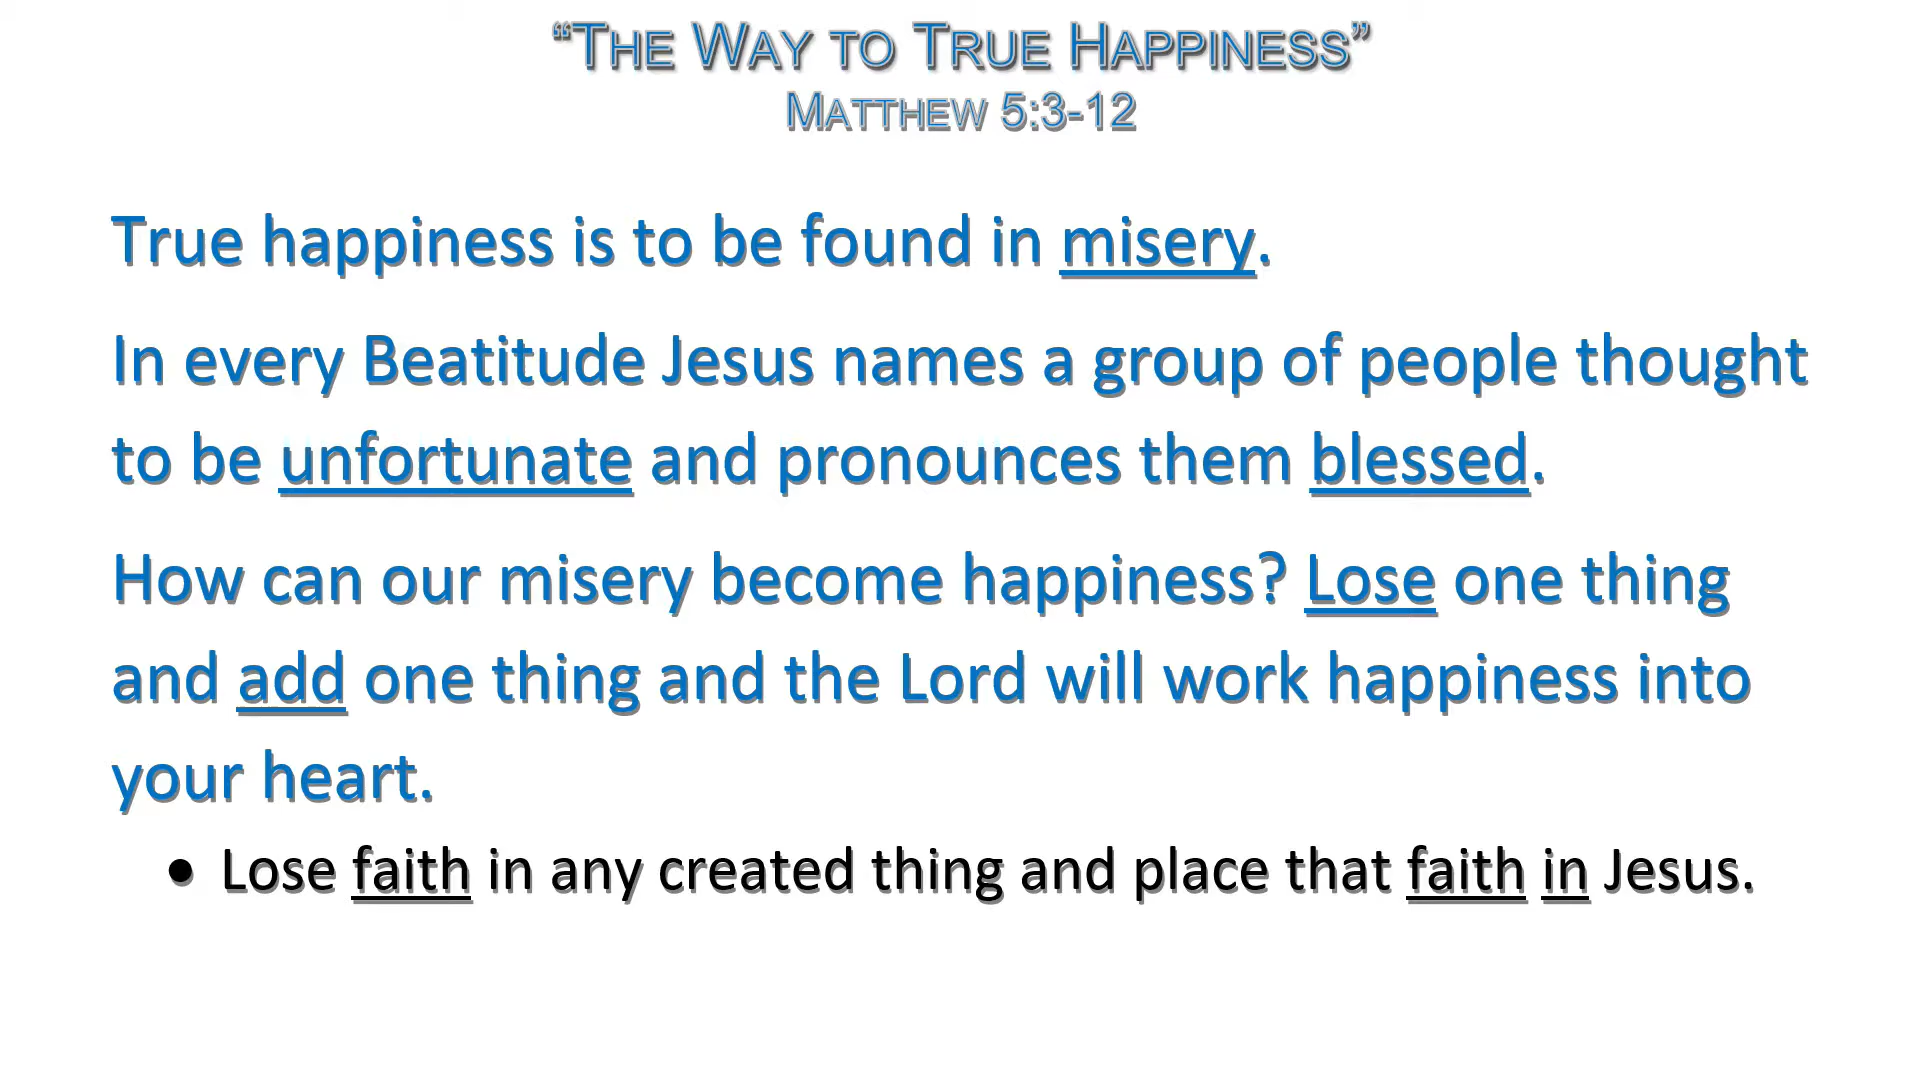 “The Way to True Happiness”
Matthew 5:3-12
True happiness is to be found in misery.
In every Beatitude Jesus names a group of people thought
to be unfortunate and pronounces them blessed.
How can our misery become happiness? Lose one thing
and add one thing and the Lord will work happiness into
your heart.
• Lose faith in any created thing and place that faith in Jesus.